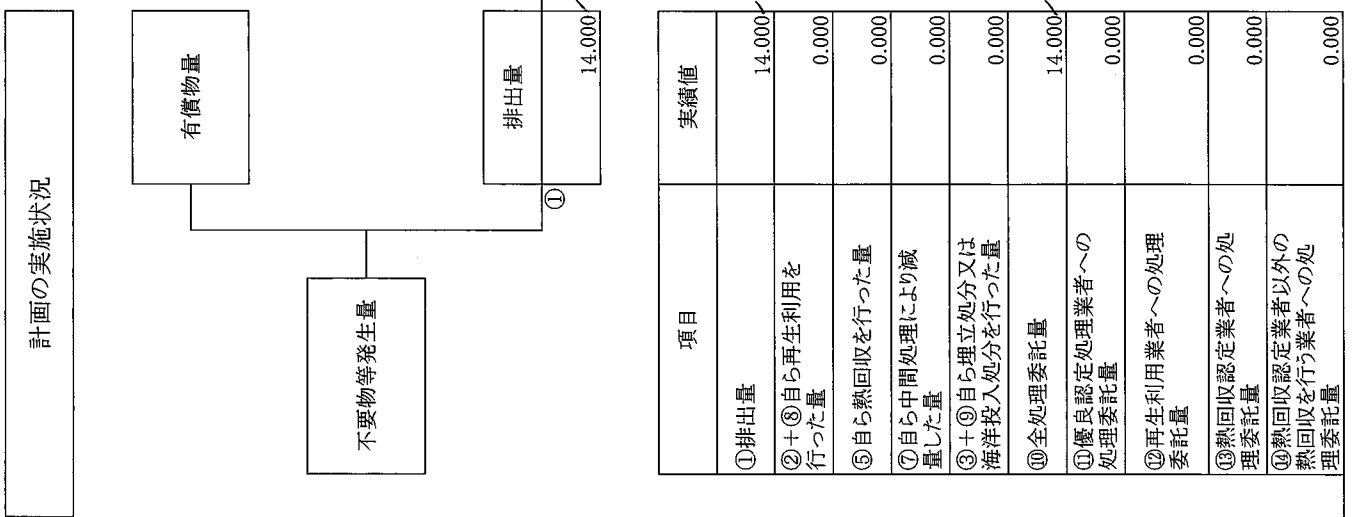 計画の実施状況
有償物量
不要物等発生量
①
排出量
14.000
項目
実績値
①排出量
14.000
②+⑧自ら再生利用を
行った量
0.000
⑤自ら熱回収を行った量
0.000
⑦自ら中間処理により減
量した量
0.000
③+⑨自ら埋立処分又は
海洋投入処分を行った量
0.000
⑩全処理委託量
14.000
⑪優良認定処理業者への
処理委託量
0.000
⑫再生利用業者への処理
委託量
0.000
⑬熱回収認定業者への処
理委託量
0.000
⑭熱回収認定業者以外の
熱回収を行う業者への処
理委託量
0.000